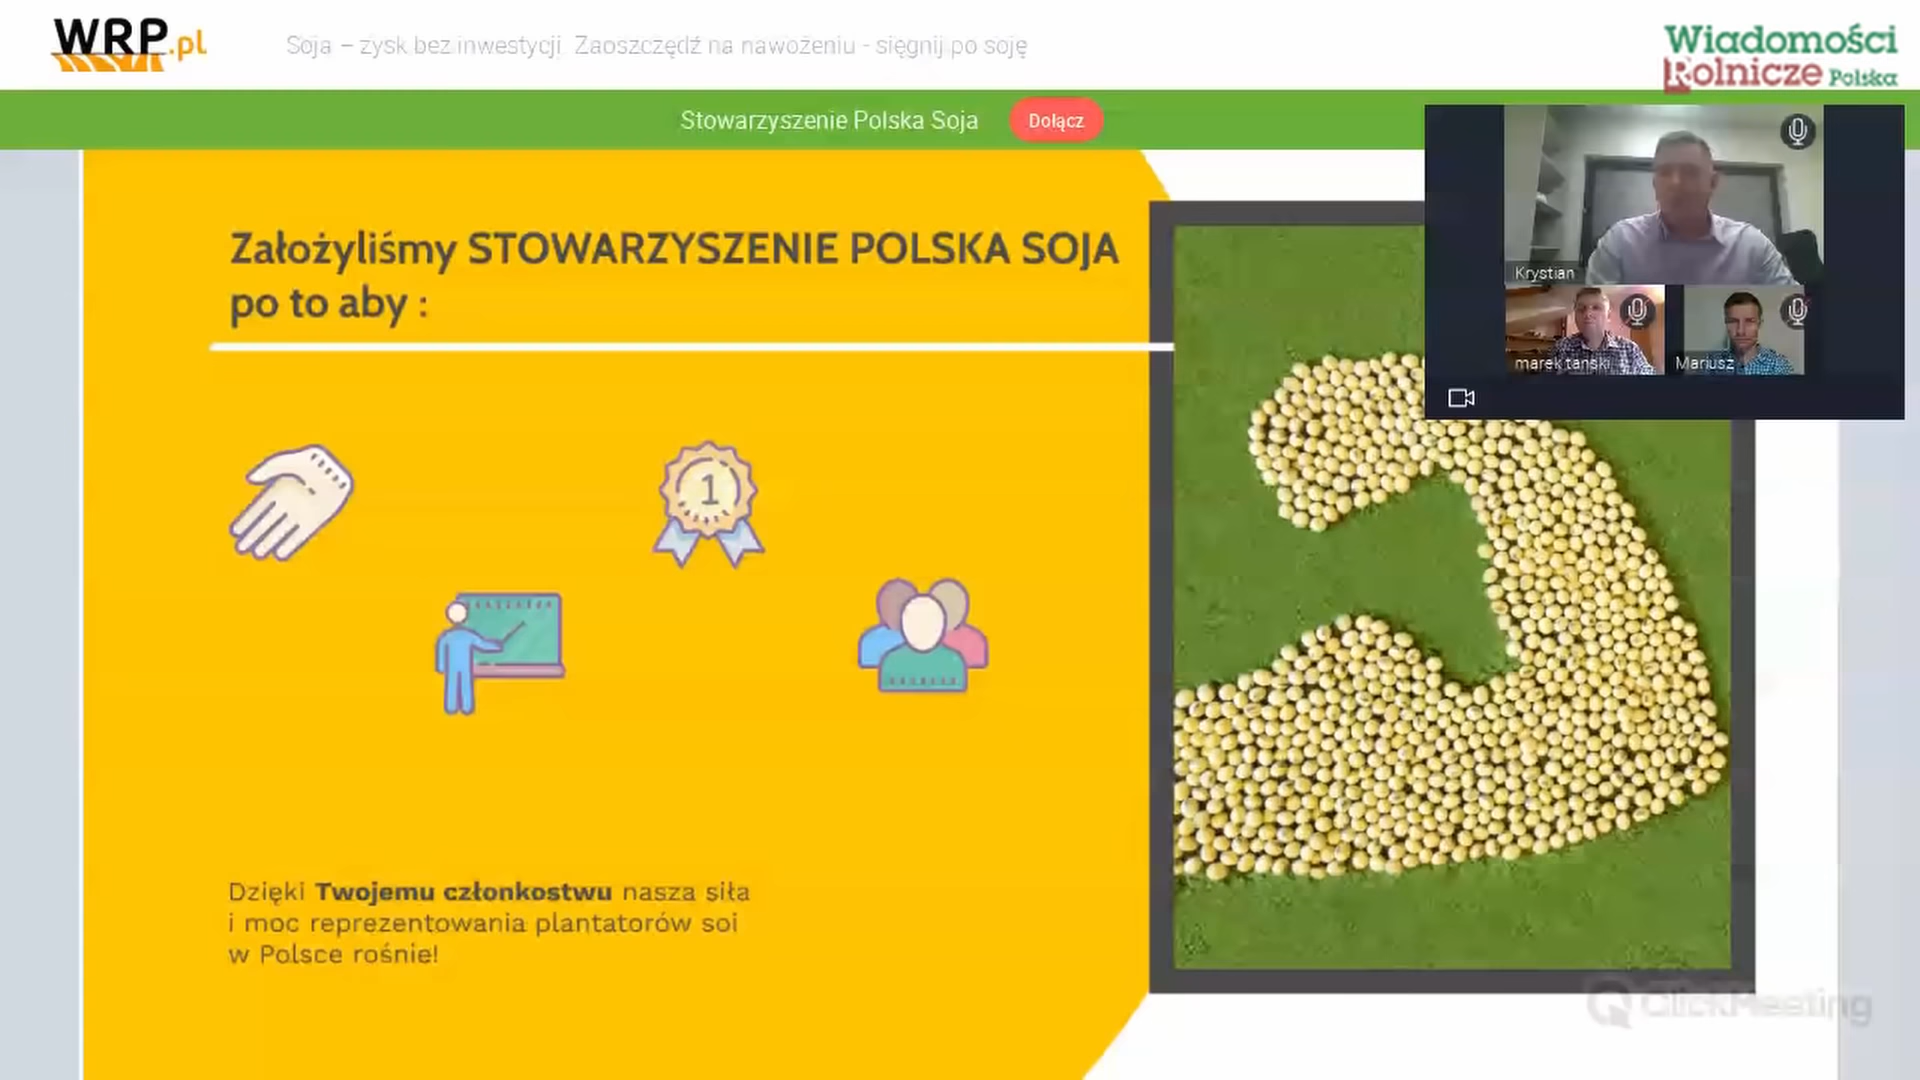 WRP.pl
Soja – zysk bez inwestycji. Zaoszczędź na nawożeniu - sięgnij po soję
Wiadomości
Rolnicze Polska
Stowarzyszenie Polska Soja
Dołącz
Krystian
marek tański
Mariusz
Założyliśmy STOWARZYSZENIE POLSKA SOJA
po to aby :
1
Dzięki Twojemu członkostwu nasza siła
i moc reprezentowania plantatorów soi
w Polsce rośnie!
ClickMeeting